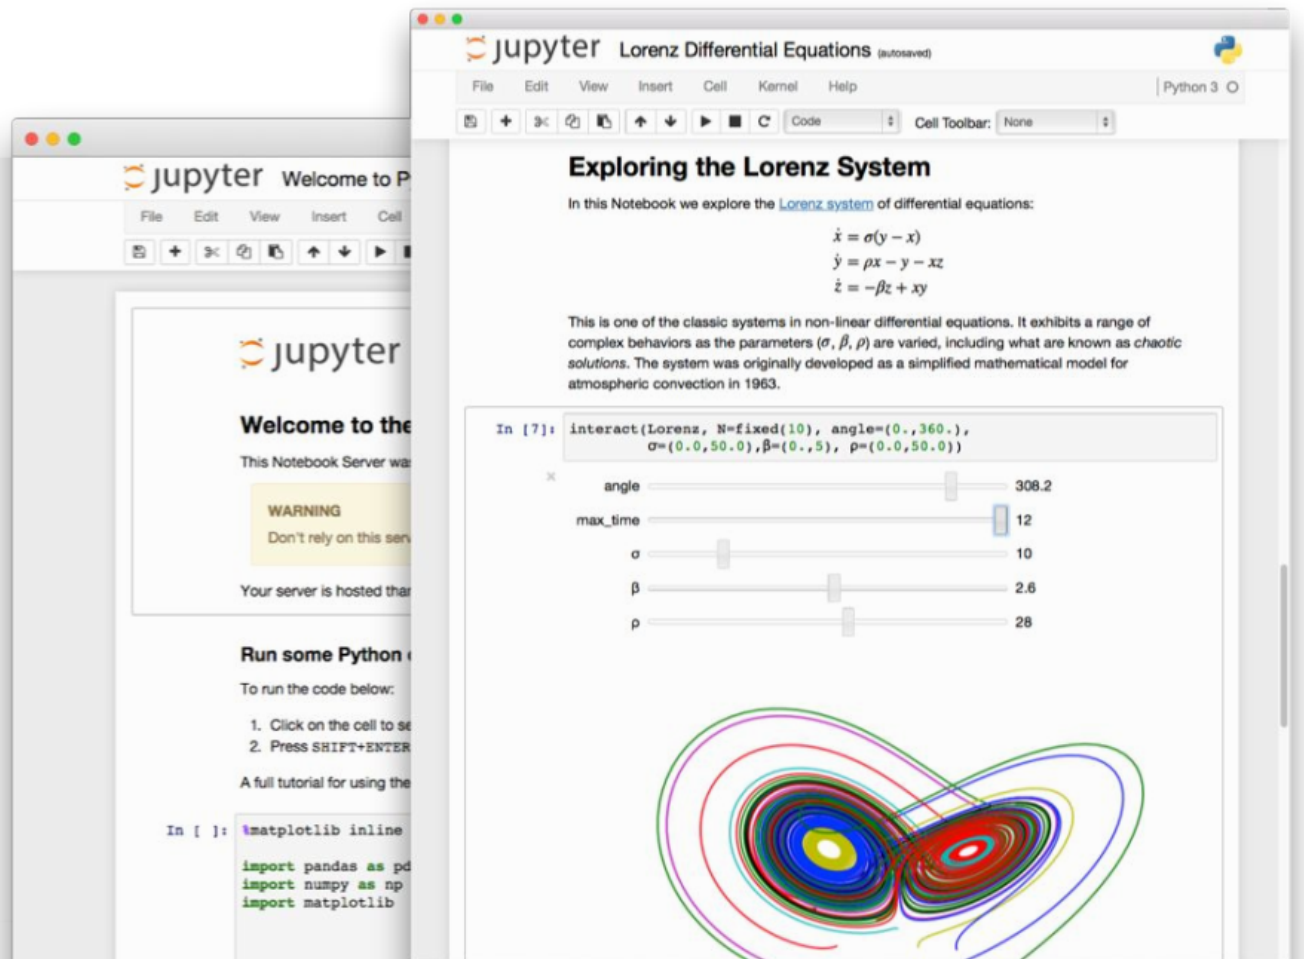 jupyter Lorenz Differential Equations (autosaved)
File Edit View Insert Cell Kernel Help Python 3
Code Cell Toolbar: None
Exploring the Lorenz System
In this Notebook we explore the Lorenz system of differential equations:
ẋ = σ(y − x)
ẏ = ρx − y − xz
ż = −βz + xy
This is one of the classic systems in non-linear differential equations. It exhibits a range of
complex behaviors as the parameters (σ, β, ρ) are varied, including what are known as chaotic
solutions. The system was originally developed as a simplified mathematical model for
atmospheric convection in 1963.
In [7]: interact(Lorenz, N=fixed(10), angle=(0.,360.),
σ=(0.0,50.0),β=(0.,5), ρ=(0.0,50.0))
angle 308.2
max_time 12
σ 10
β 2.6
ρ 28
jupyter Welcome to P
File Edit View Insert Cell
jupyter
Welcome to the
This Notebook Server was
WARNING
Don't rely on this serv
Your server is hosted than
Run some Python
To run the code below:
1. Click on the cell to se
2. Press SHIFT+ENTER
A full tutorial for using the
In [ ]: %matplotlib inline
import pandas as pd
import numpy as np
import matplotlib